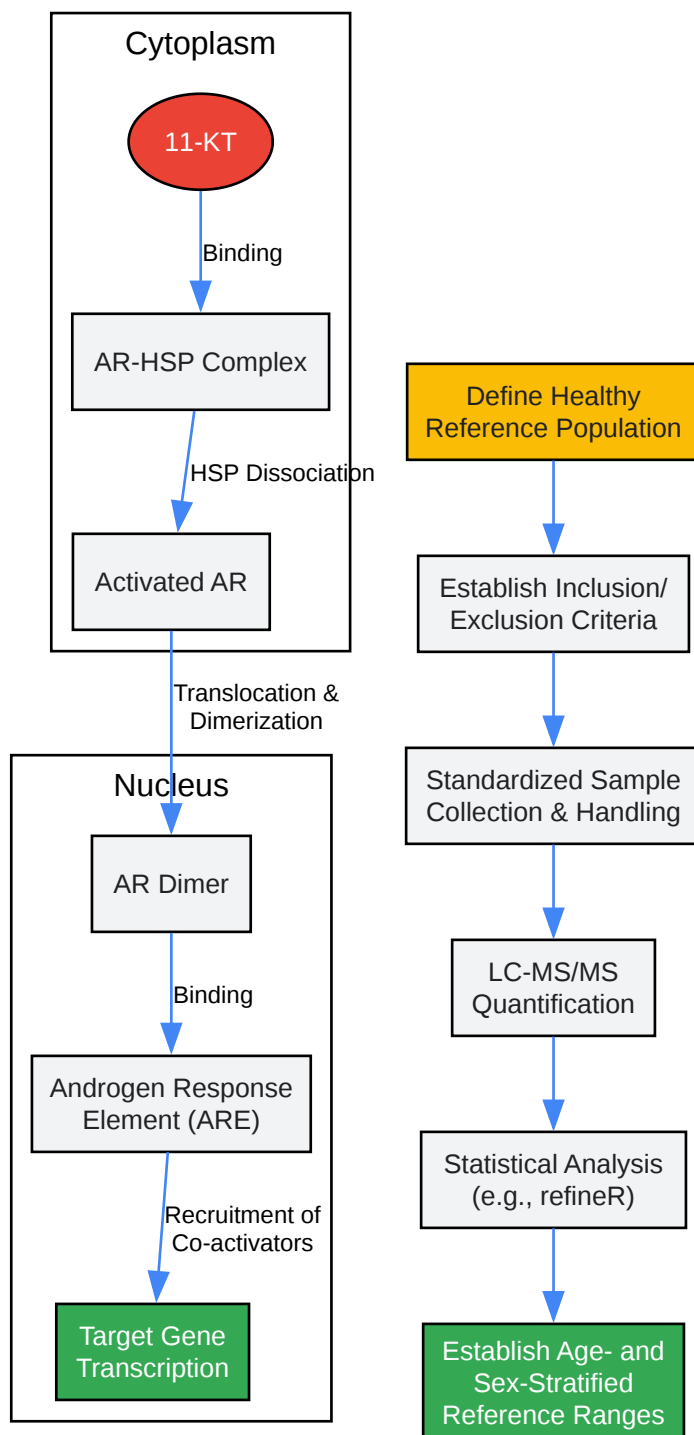 Cytoplasm
11-KT
Binding
AR-HSP Complex
HSP Dissociation
Activated AR
Translocation &
Dimerization
Nucleus
AR Dimer
Binding
Androgen Response
Element (ARE)
Recruitment of
Co-activators
Target Gene
Transcription
Define Healthy
Reference Population
Establish Inclusion/
Exclusion Criteria
Standardized Sample
Collection & Handling
LC-MS/MS
Quantification
Statistical Analysis
(e.g., refineR)
Establish Age- and
Sex-Stratified
Reference Ranges